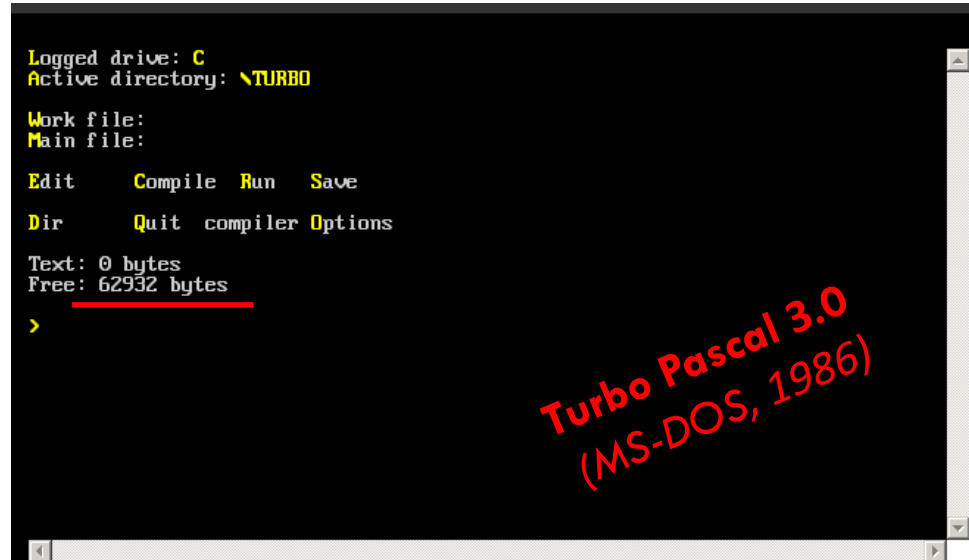 Logged drive: C
Active directory: \TURBO
Work file:
Main file:
Edit Compile Run Save
Dir Quit compiler Options
Text: 0 bytes
Free: 62932 bytes
>
Turbo Pascal 3.0
(MS-DOS, 1986)